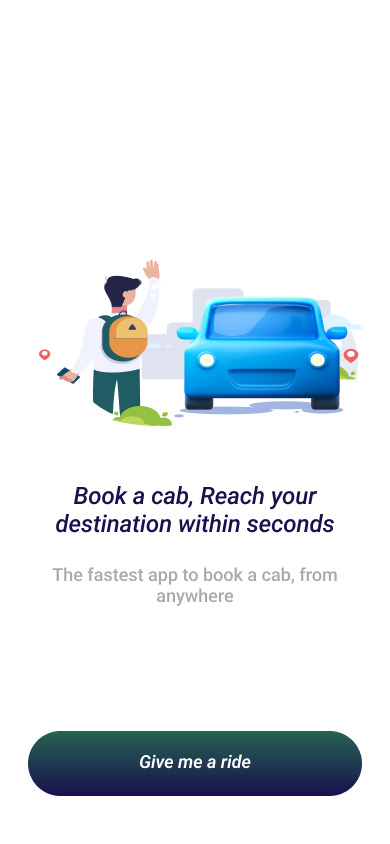 Book a cab, Reach your
destination within seconds
The fastest app to book a cab, from
anywhere
Give me a ride